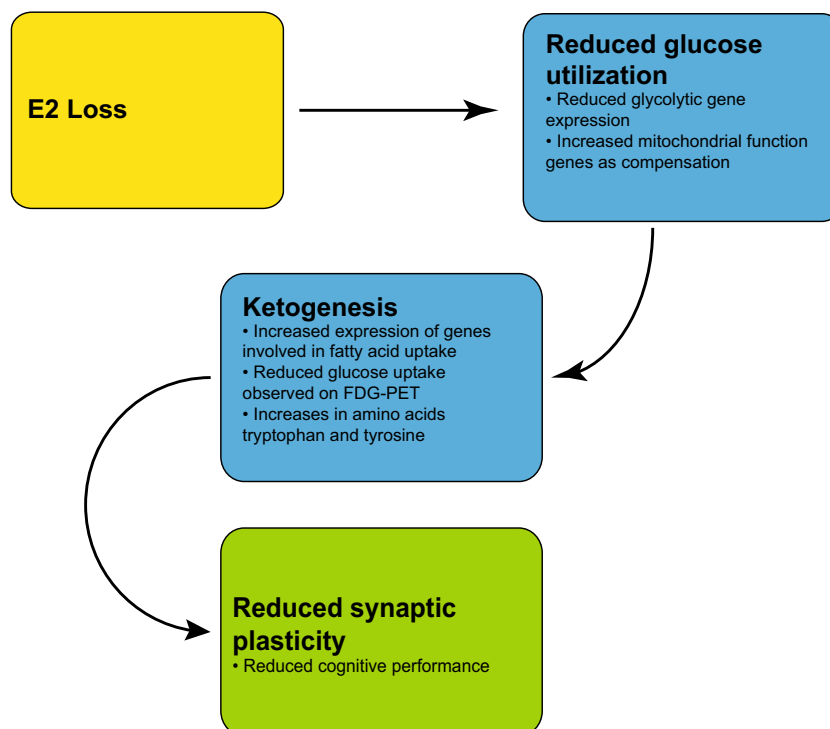 E2 Loss
Reduced glucose
utilization
• Reduced glycolytic gene
expression
• Increased mitochondrial function
genes as compensation
Ketogenesis
• Increased expression of genes
involved in fatty acid uptake
• Reduced glucose uptake
observed on FDG-PET
• Increases in amino acids
tryptophan and tyrosine
Reduced synaptic
plasticity
• Reduced cognitive performance